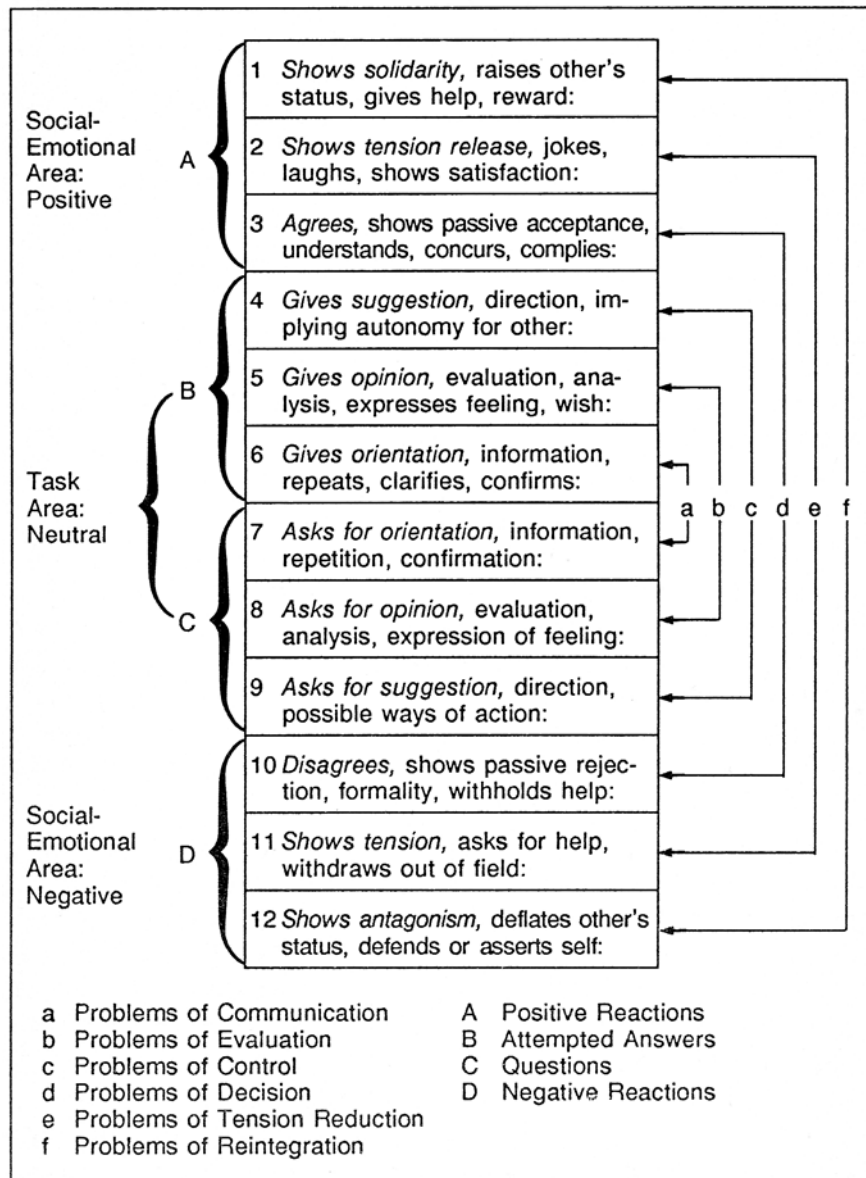 Social-
Emotional
Area:
Positive
A
1 Shows solidarity, raises other's
status, gives help, reward:
2 Shows tension release, jokes,
laughs, shows satisfaction:
3 Agrees, shows passive acceptance,
understands, concurs, complies:
Task
Area:
Neutral
B
4 Gives suggestion, direction, im-
plying autonomy for other:
5 Gives opinion, evaluation, ana-
lysis, expresses feeling, wish:
6 Gives orientation, information,
repeats, clarifies, confirms:
C
7 Asks for orientation, information,
repetition, confirmation:
8 Asks for opinion, evaluation,
analysis, expression of feeling:
9 Asks for suggestion, direction,
possible ways of action:
Social-
Emotional
Area:
Negative
D
10 Disagrees, shows passive rejec-
tion, formality, withholds help:
11 Shows tension, asks for help,
withdraws out of field:
12 Shows antagonism, deflates other's
status, defends or asserts self:
a b c d e f
a Problems of Communication
b Problems of Evaluation
c Problems of Control
d Problems of Decision
e Problems of Tension Reduction
f Problems of Reintegration
A Positive Reactions
B Attempted Answers
C Questions
D Negative Reactions